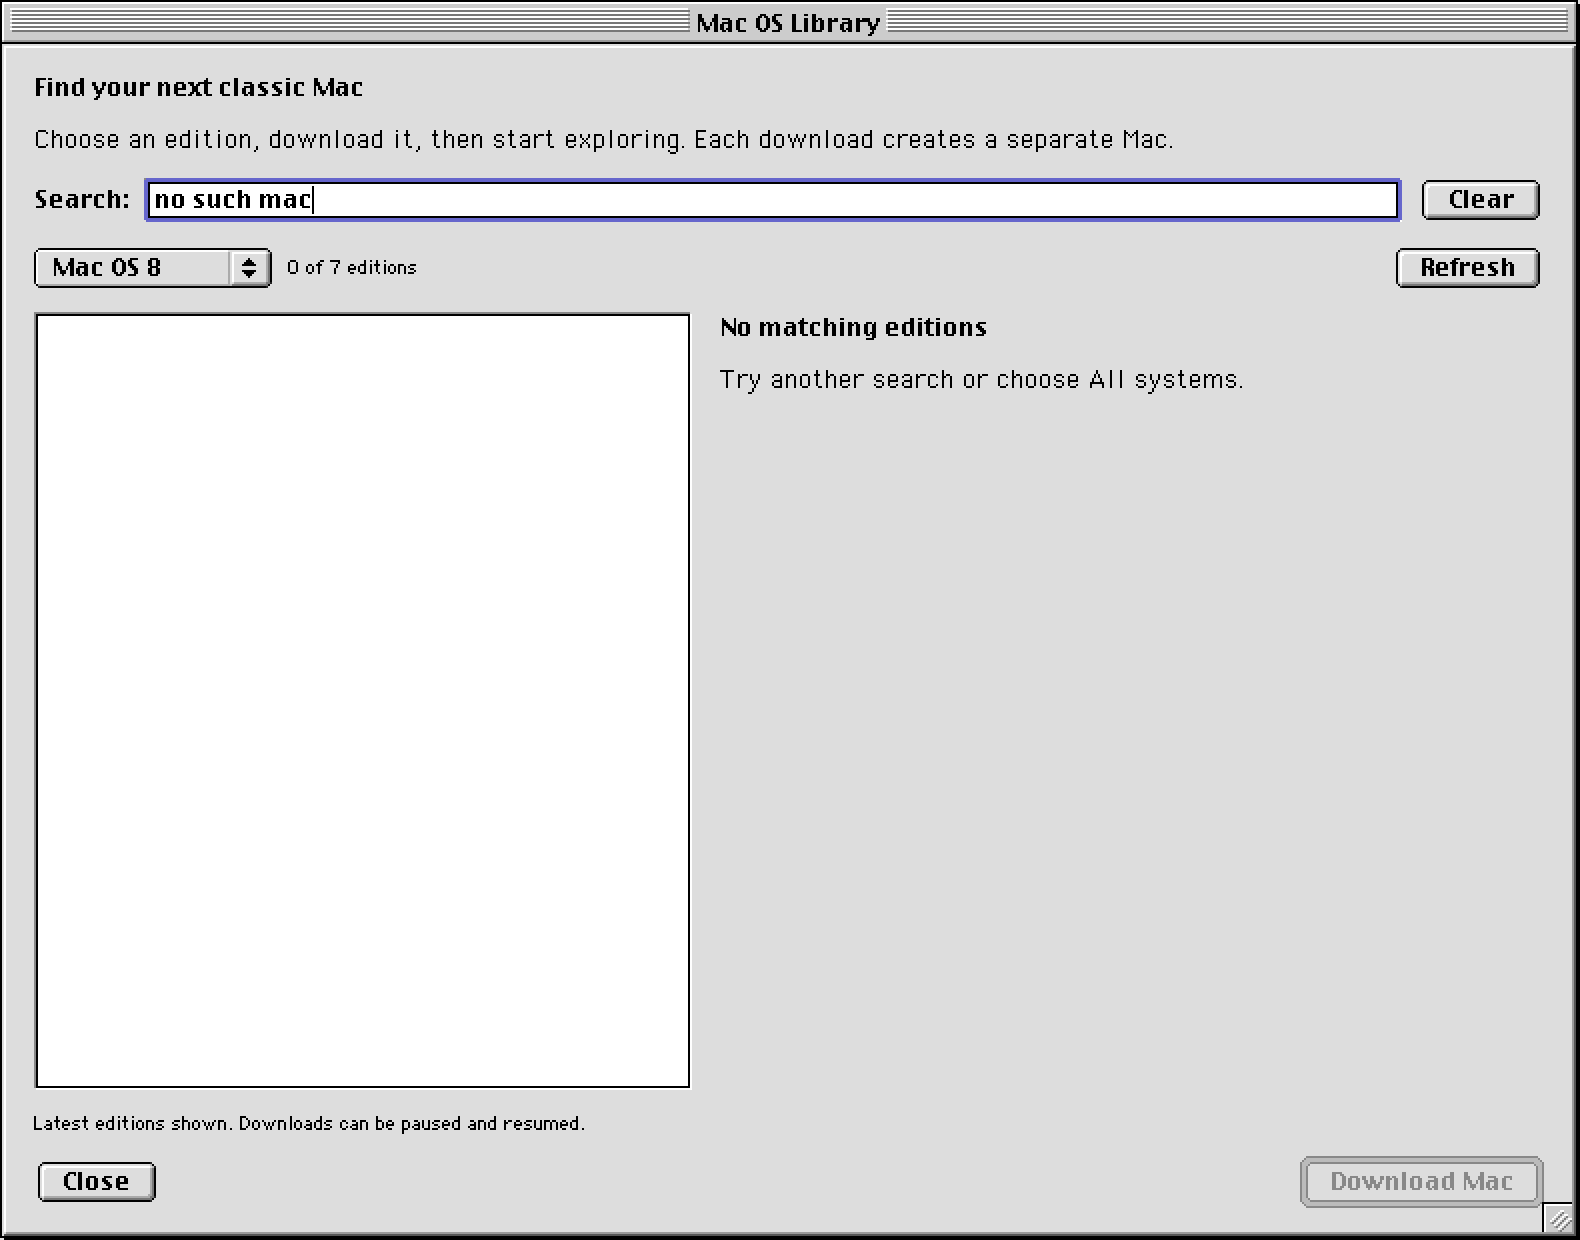 Mac OS Library
Find your next classic Mac
Choose an edition, download it, then start exploring. Each download creates a separate Mac.
Search: no such mac Clear
Mac OS 8 0 of 7 editions Refresh
No matching editions
Try another search or choose All systems.
Latest editions shown. Downloads can be paused and resumed.
Close Download Mac